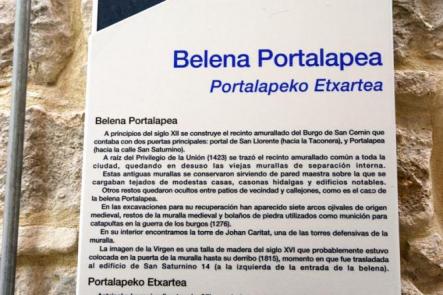 Belena Portalapea
Portalapeko Etxartea
Belena Portalapea
A principios del siglo XII se construye el recinto amurallado del Burgo de San Cernin que
contaba con dos puertas principales: portal de San Llorente (hacia la Taconera), y Portalapea
(hacia la calle San Saturnino).
A raíz del Privilegio de la Unión (1423) se trazó el recinto amurallado común a toda la
ciudad, quedando en desuso las viejas murallas de separación interna.
Estas antiguas murallas se conservaron sirviendo de pared maestra sobre la que se
cargaban tejados de modestas casas, casonas hidalgas y edificios notables.
Otros restos quedaron ocultos entre patios de vecindad y callejones, como es el caso de
la belena Portalapea.
En las excavaciones para su recuperación han aparecido siete arcos ojivales de origen
medieval, restos de la muralla medieval y bolaños de piedra utilizados como munición para
catapultas en la guerra de los burgos (1276).
En su interior encontramos la torre de Johan Caritat, una de las torres defensivas de la
muralla.
La imagen de la Virgen es una talla de madera del siglo XVI que probablemente estuvo
colocada en la puerta de la muralla hasta su derribo (1815), momento en que fue trasladada
al edificio de San Saturnino 14 (a la izquierda de la entrada de la belena).
Portalapeko Etxartea